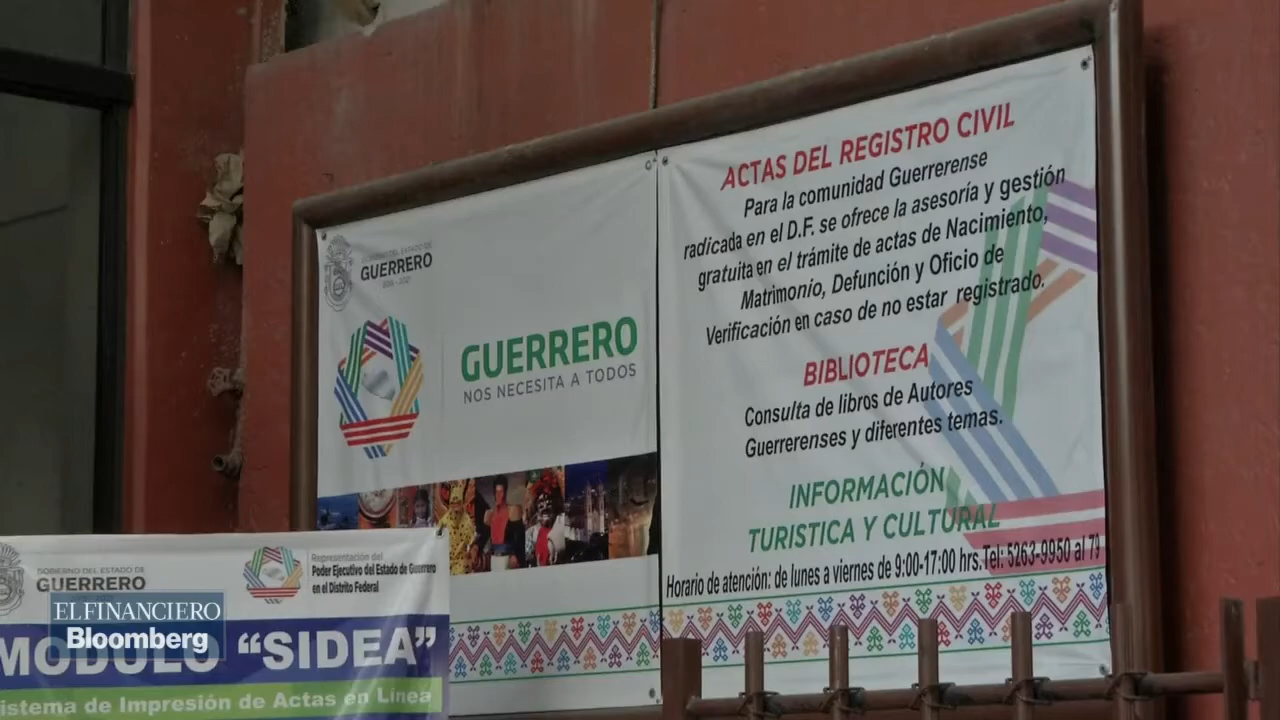 GOBIERNO DEL ESTADO DE
GUERRERO
NOS NECESITA A TODOS
GUERRERO
ACTAS DEL REGISTRO CIVIL
Para la comunidad Guerrerense
radicada en el D.F. se ofrece la asesoría y gestión
gratuita en el trámite de actas de Nacimiento,
Matrimonio, Defunción y Oficio de
Verificación en caso de no estar registrado.
BIBLIOTECA
Consulta de libros de Autores
Guerrerenses y diferentes temas.
INFORMACIÓN
TURISTICA Y CULTURAL
Horario de atención: de lunes a viernes de 9:00-17:00 hrs. Tel: 5263-9950 al 79
GOBIERNO DEL ESTADO DE
GUERRERO
Representación del
Poder Ejecutivo del Estado de Guerrero
en el Distrito Federal
EL FINANCIERO
Bloomberg
MODULO “SIDEA”
istema de Impresión de Actas en Línea